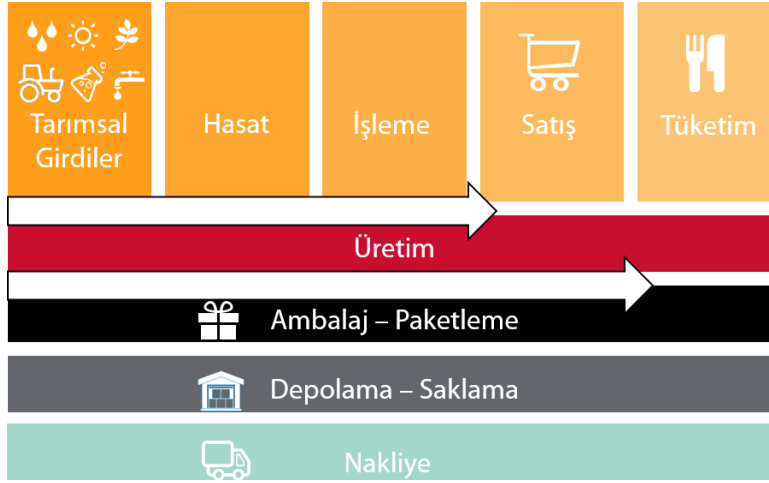 Tarımsal
Girdiler
Hasat
İşleme
Satış
Tüketim
Üretim
Ambalaj – Paketleme
Depolama – Saklama
Nakliye